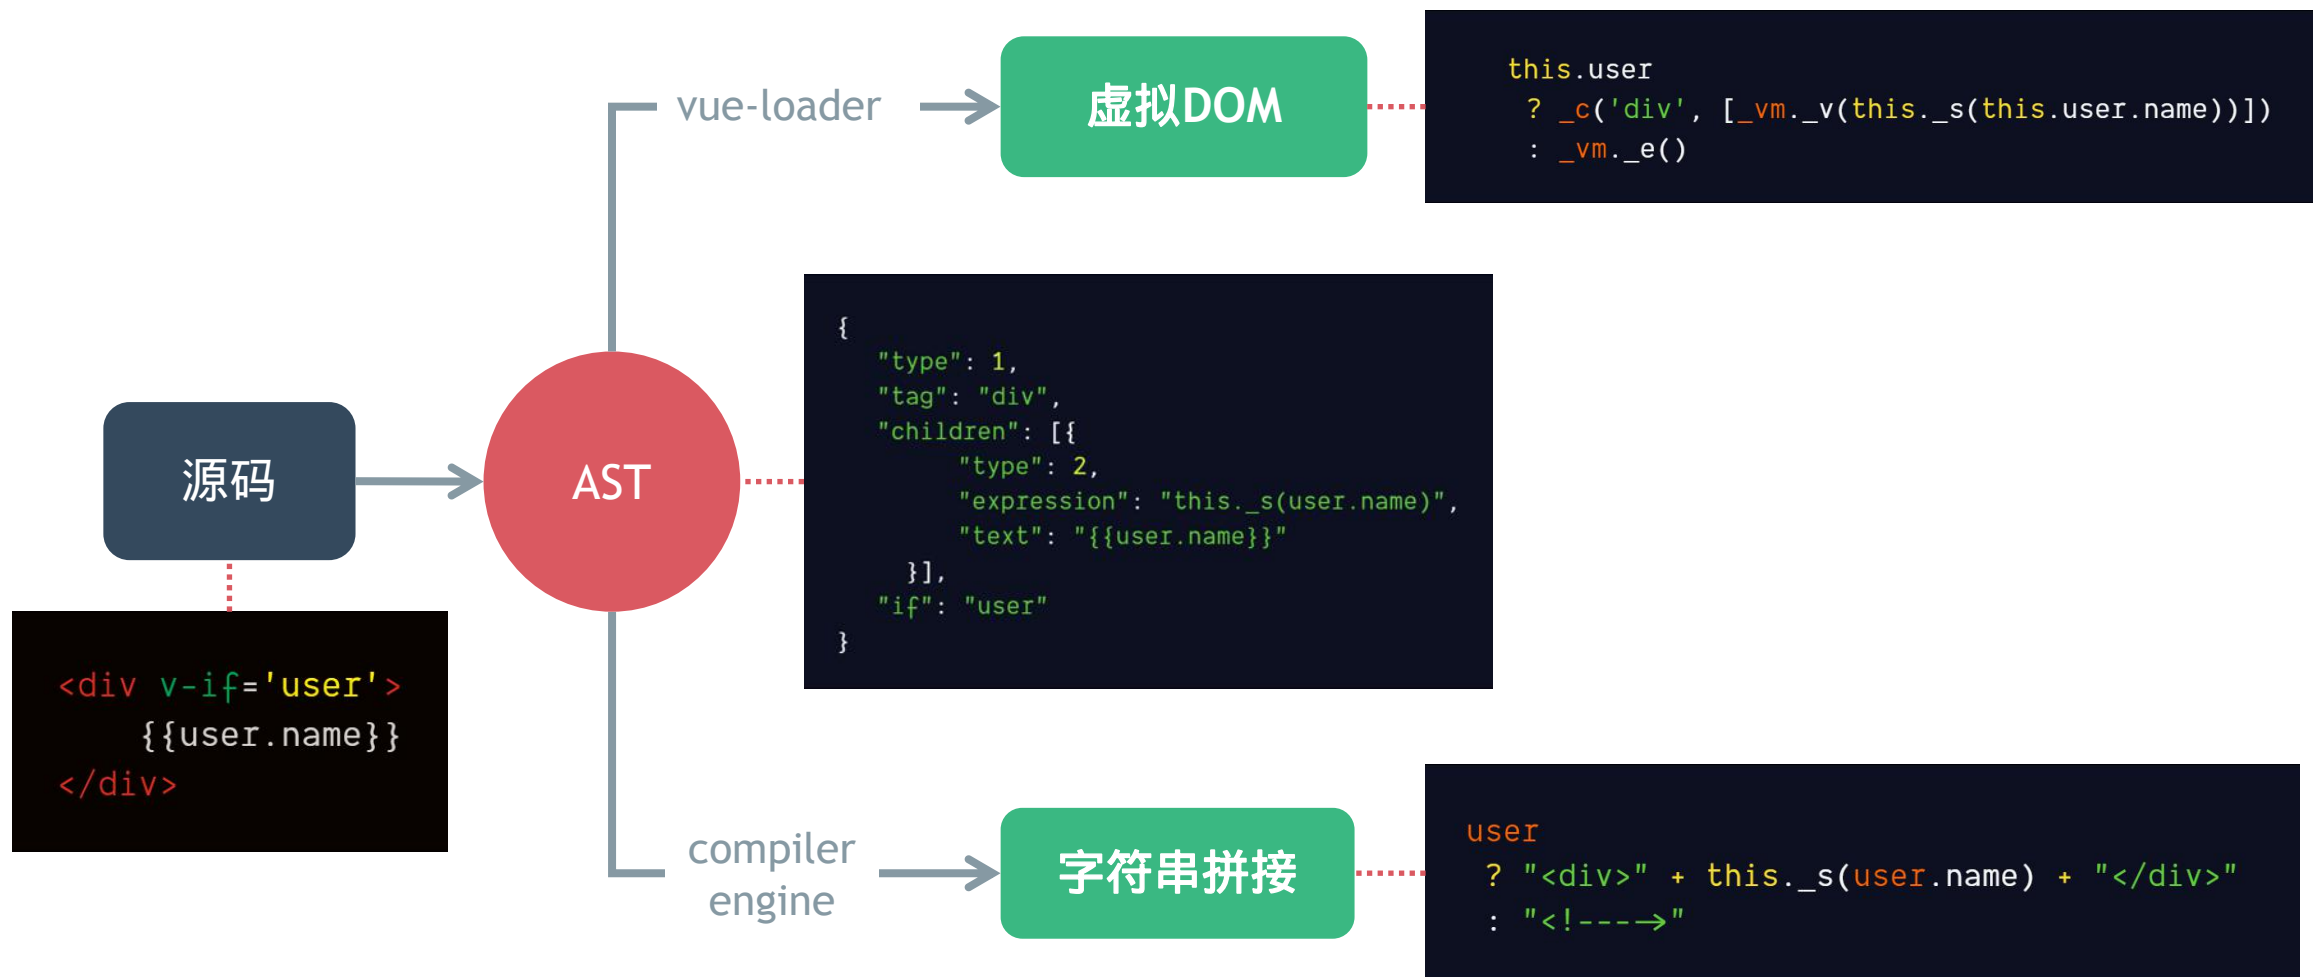 vue-loader
虚拟DOM
this.user
? _c('div', [_vm._v(this._s(this.user.name))])
: _vm._e()
源码
AST
{
"type": 1,
"tag": "div",
"children": [{
"type": 2,
"expression": "this._s(user.name)",
"text": "{{user.name}}"
}],
"if": "user"
}
<div v-if='user'>
{{user.name}}
</div>
compiler
engine
字符串拼接
user
? "<div>" + this._s(user.name) + "</div>"
: "<!---->"